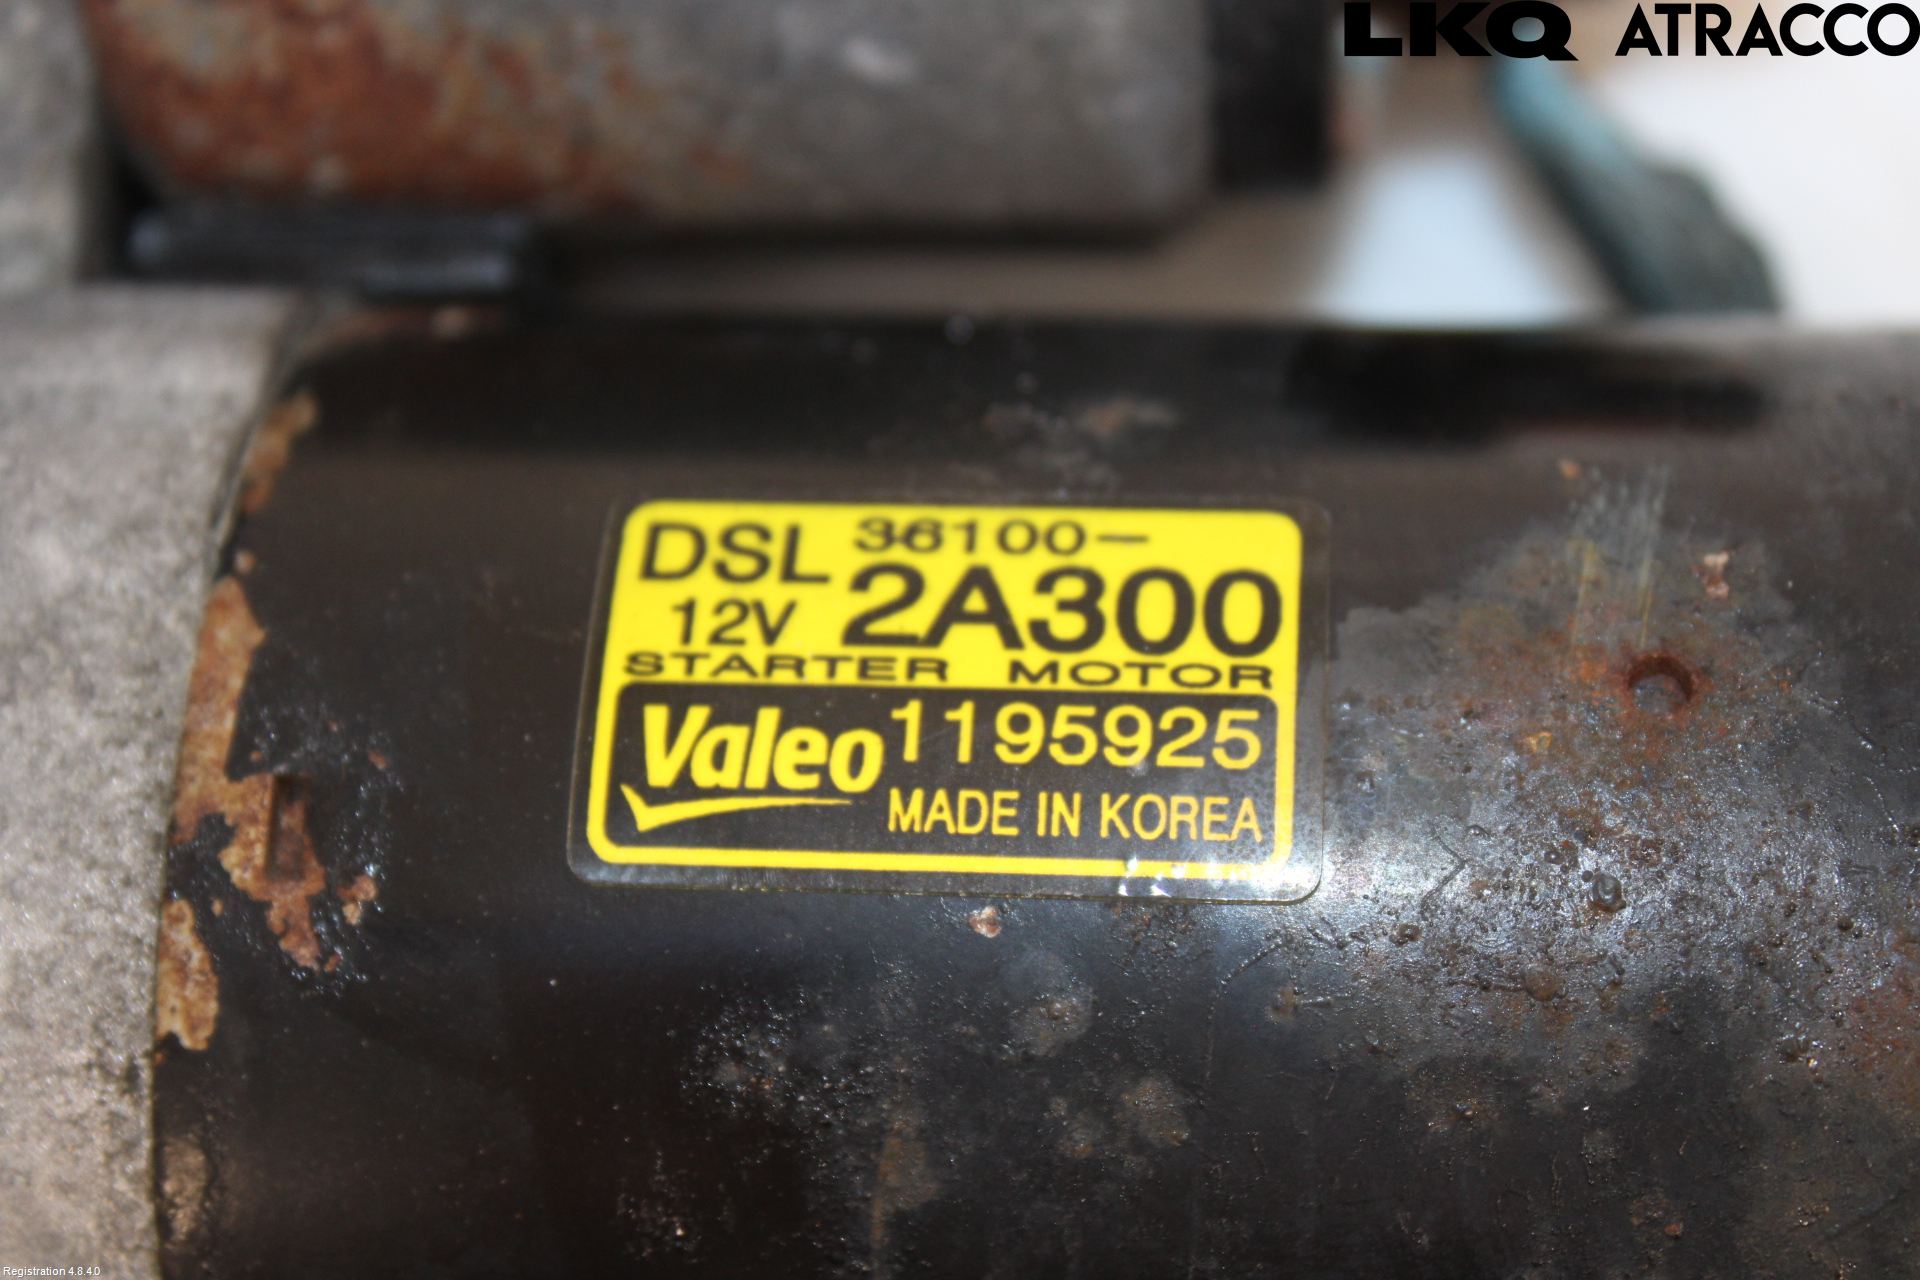 LKQ ATRACCO
DSL 36100-
12V 2A300
STARTER MOTOR
Valeo 1195925
MADE IN KOREA
Registration 4.8.4.0